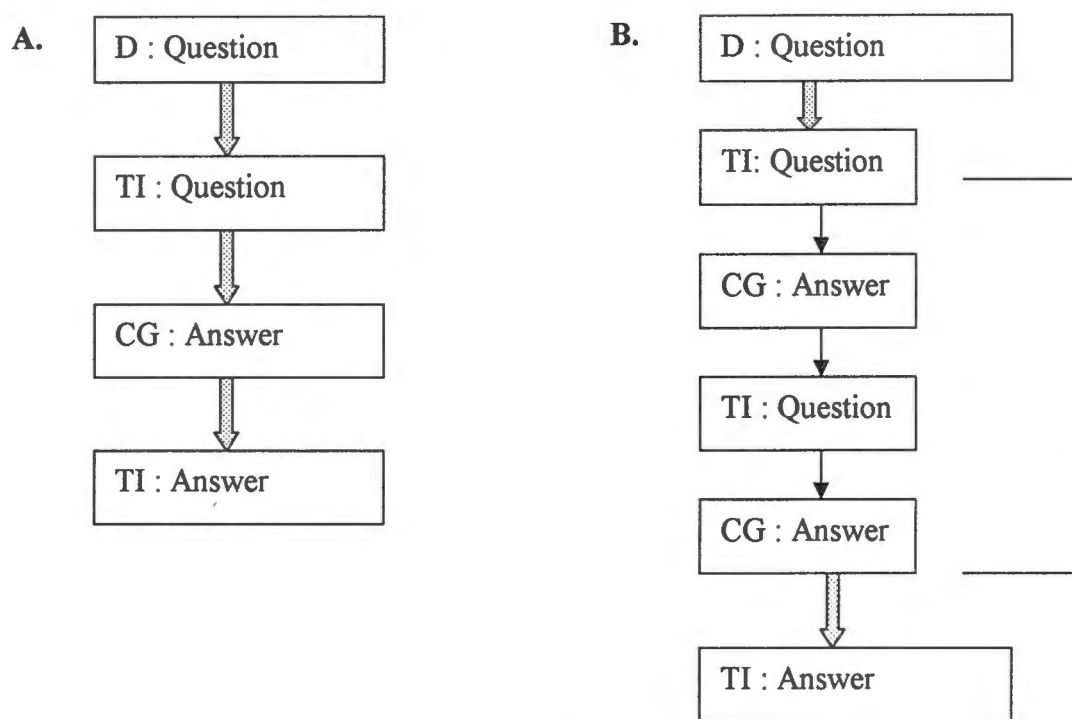 A.
D : Question
TI : Question
CG : Answer
TI : Answer
B.
D : Question
TI: Question
CG : Answer
TI : Question
CG : Answer
TI : Answer